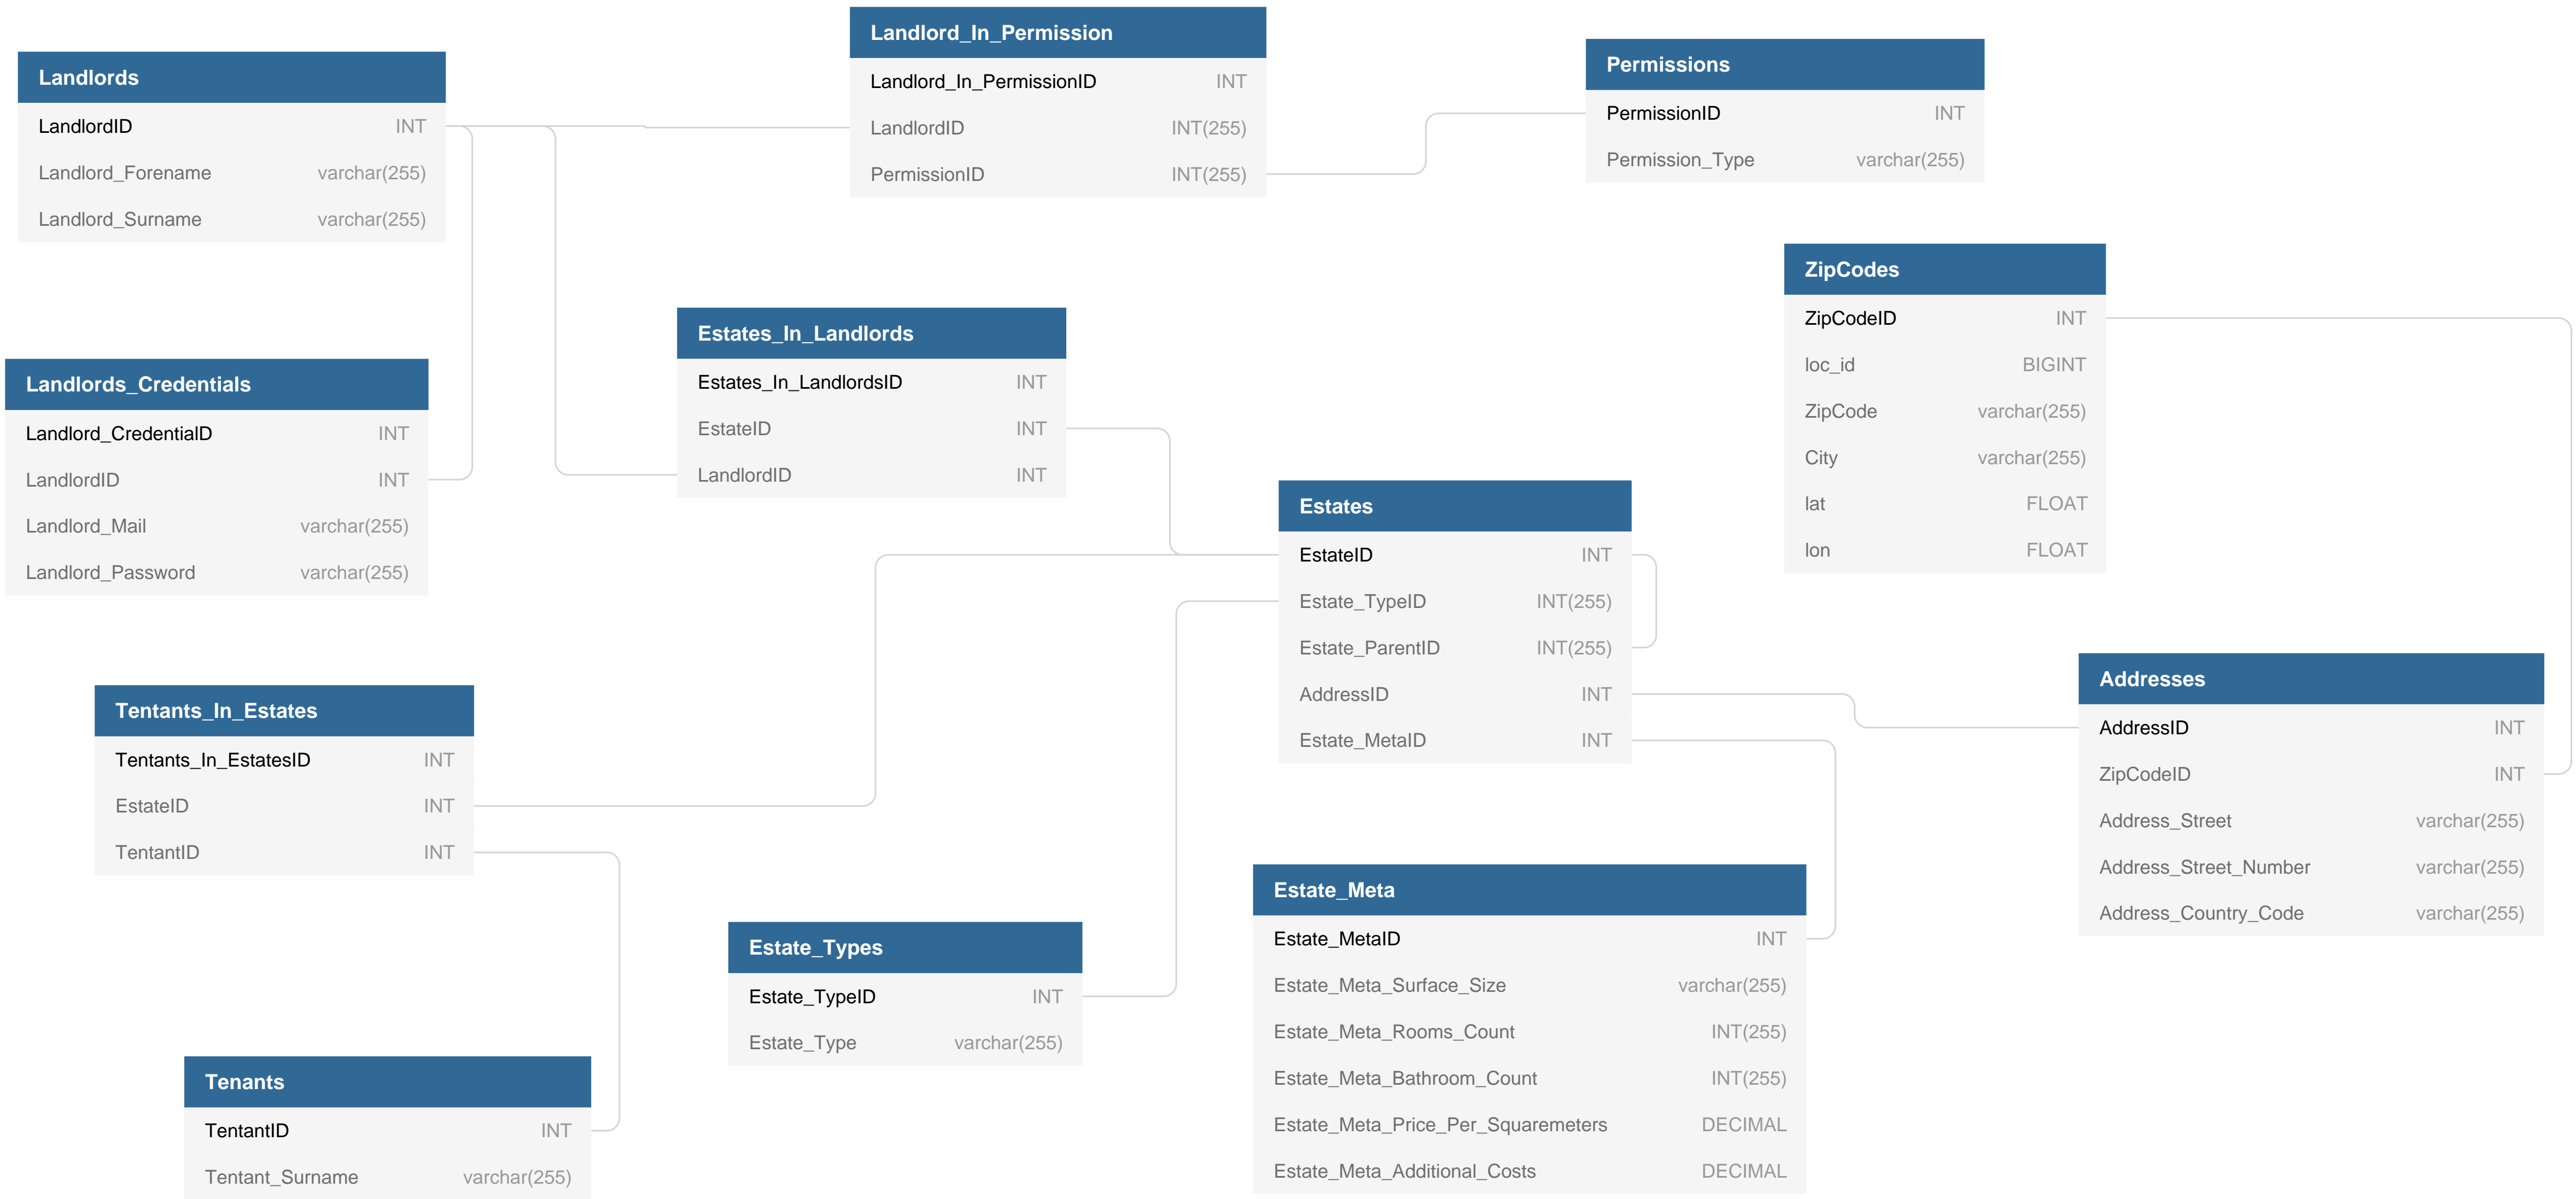 Landlords
LandlordID INT
Landlord_Forename varchar(255)
Landlord_Surname varchar(255)
Landlord_In_Permission
Landlord_In_PermissionID INT
LandlordID INT(255)
PermissionID INT(255)
Permissions
PermissionID INT
Permission_Type varchar(255)
ZipCodes
ZipCodeID INT
loc_id BIGINT
ZipCode varchar(255)
City varchar(255)
lat FLOAT
lon FLOAT
Estates_In_Landlords
Estates_In_LandlordsID INT
EstateID INT
LandlordID INT
Landlords_Credentials
Landlord_CredentialD INT
LandlordID INT
Landlord_Mail varchar(255)
Landlord_Password varchar(255)
Estates
EstateID INT
Estate_TypeID INT(255)
Estate_ParentID INT(255)
AddressID INT
Estate_MetaID INT
Addresses
AddressID INT
ZipCodeID INT
Address_Street varchar(255)
Address_Street_Number varchar(255)
Address_Country_Code varchar(255)
Tentants_In_Estates
Tentants_In_EstatesID INT
EstateID INT
TentantID INT
Estate_Types
Estate_TypeID INT
Estate_Type varchar(255)
Estate_Meta
Estate_MetaID INT
Estate_Meta_Surface_Size varchar(255)
Estate_Meta_Rooms_Count INT(255)
Estate_Meta_Bathroom_Count INT(255)
Estate_Meta_Price_Per_Squaremeters DECIMAL
Estate_Meta_Additional_Costs DECIMAL
Tenants
TentantID INT
Tentant_Surname varchar(255)